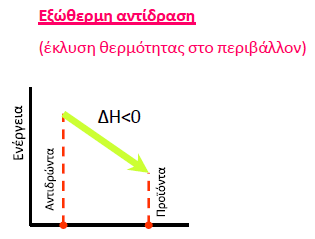 Εξώθερμη αντίδραση
(έκλυση θερμότητας στο περιβάλλον)
ΔΗ<0
Ενέργεια
Αντιδρώντα
Προϊόντα